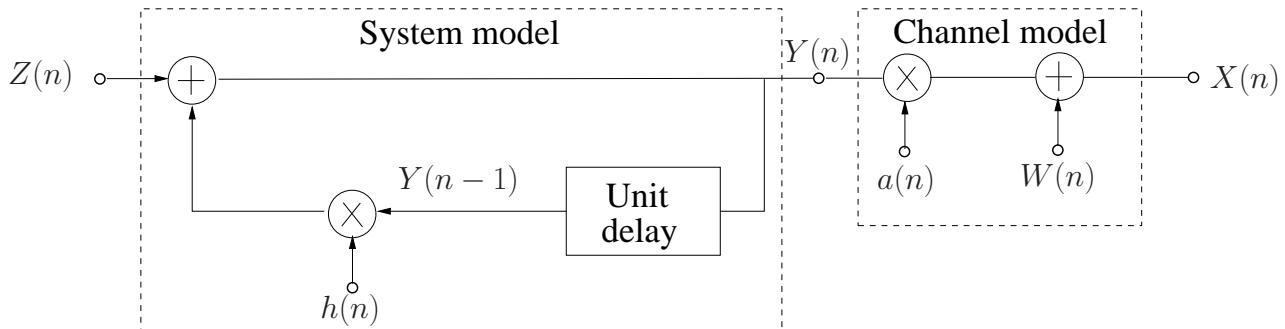 System model
Channel model
Z(n)
+
Y(n)
×
+
X(n)
Y(n − 1)
Unit
delay
a(n)
W(n)
×
h(n)